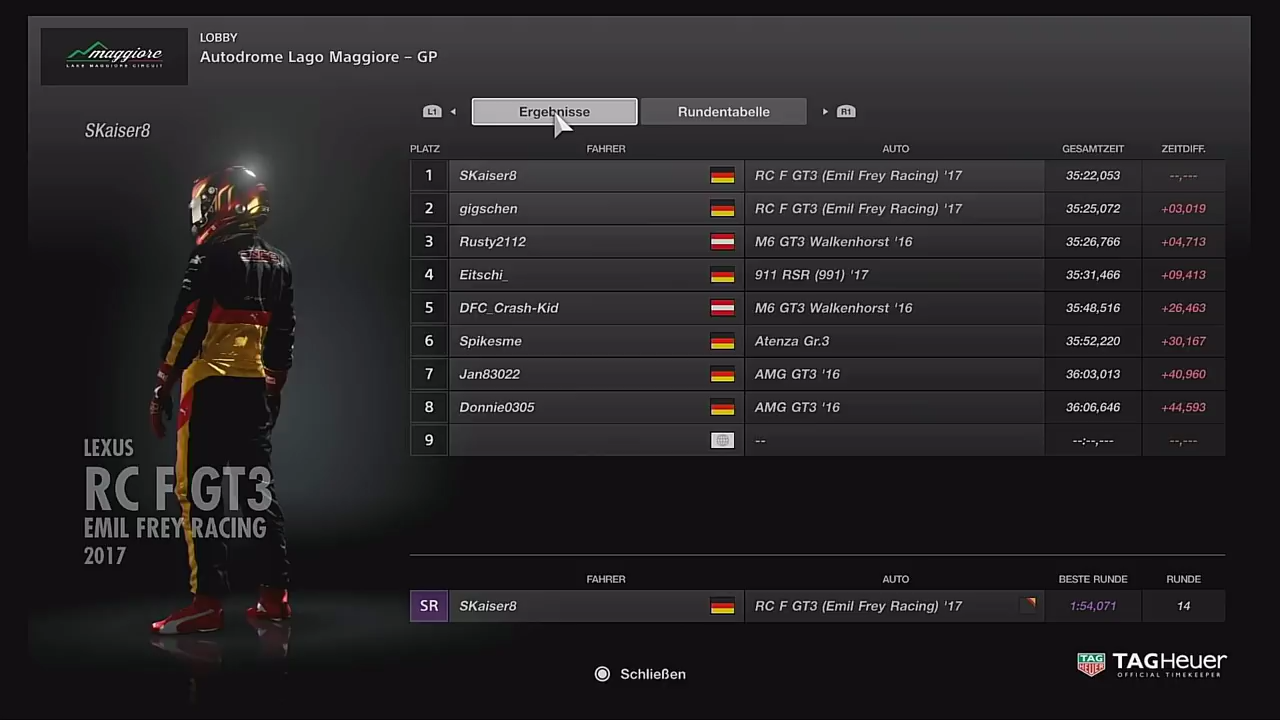 maggiore
LAKE MAGGIORE CIRCUIT
LOBBY
Autodrome Lago Maggiore – GP
SKaiser8
L1 Ergebnisse Rundentabelle R1
PLATZ FAHRER AUTO GESAMTZEIT ZEITDIFF.
1 SKaiser8 RC F GT3 (Emil Frey Racing) '17 35:22,053 --,---
2 gigschen RC F GT3 (Emil Frey Racing) '17 35:25,072 +03,019
3 Rusty2112 M6 GT3 Walkenhorst '16 35:26,766 +04,713
4 Eitschi_ 911 RSR (991) '17 35:31,466 +09,413
5 DFC_Crash-Kid M6 GT3 Walkenhorst '16 35:48,516 +26,463
6 Spikesme Atenza Gr.3 35:52,220 +30,167
7 Jan83022 AMG GT3 '16 36:03,013 +40,960
8 Donnie0305 AMG GT3 '16 36:06,646 +44,593
9 -- --:--,--- --,---
LEXUS
RC F GT3
EMIL FREY RACING
2017
FAHRER AUTO BESTE RUNDE RUNDE
SR SKaiser8 RC F GT3 (Emil Frey Racing) '17 1:54,071 14
Schließen
TAG HEUER TAGHeuer
OFFICIAL TIMEKEEPER